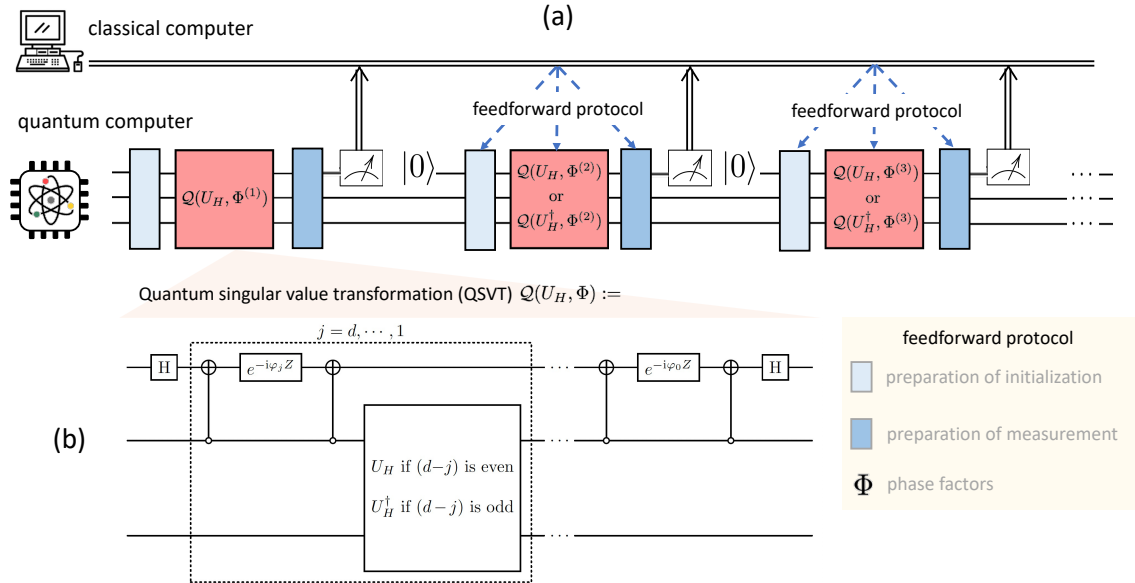 (a)
classical computer
feedforward protocol
feedforward protocol
quantum computer
|0⟩
|0⟩
𝒬(U_H, Φ^{(1)})
𝒬(U_H, Φ^{(2)})
or
𝒬(U_H^†, Φ^{(2)})
𝒬(U_H, Φ^{(3)})
or
𝒬(U_H^†, Φ^{(3)})
···
···
···
Quantum singular value transformation (QSVT) 𝒬(U_H, Φ) :=
j = d, ··· , 1
H
e^{-iφ_j Z}
···
e^{-iφ_0 Z}
H
(b)
···
U_H if (d−j) is even
U_H^† if (d−j) is odd
···
feedforward protocol
preparation of initialization
preparation of measurement
Φ phase factors